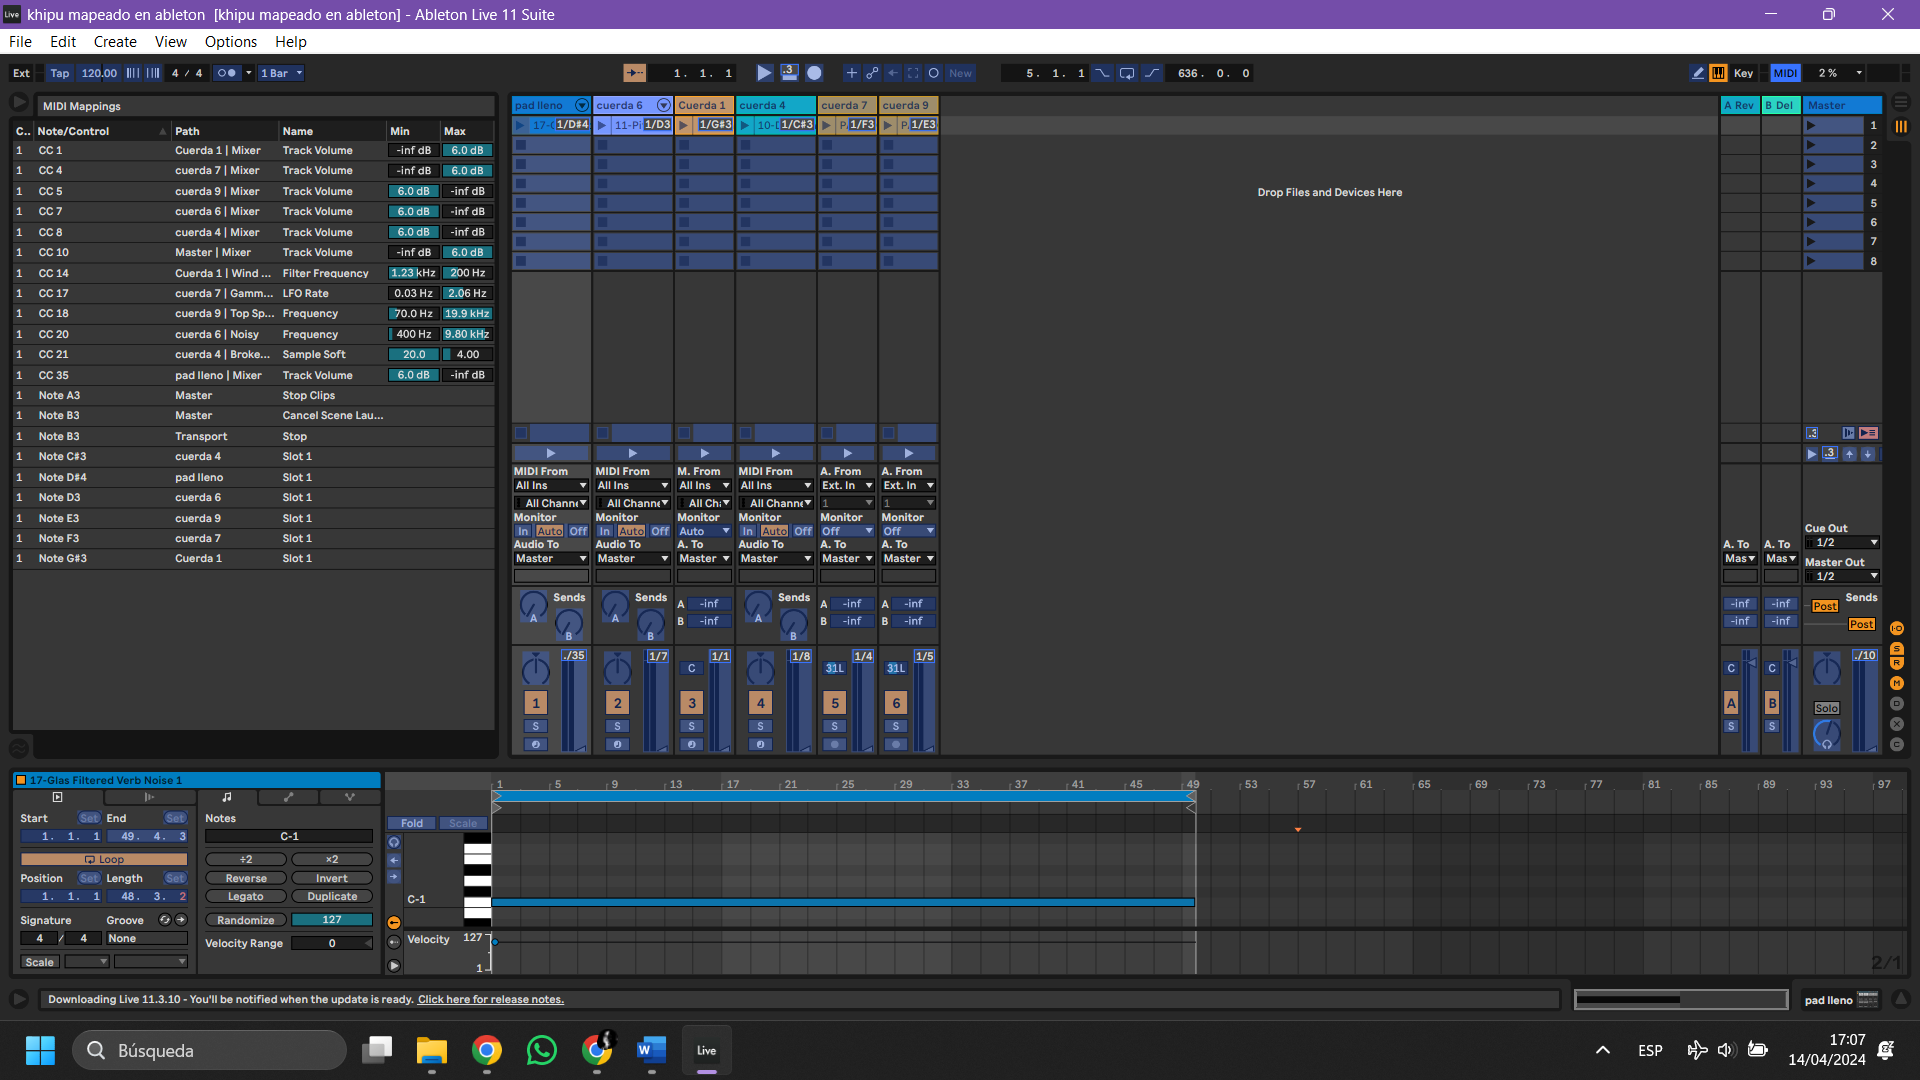 khipu mapeado en ableton [khipu mapeado en ableton] - Ableton Live 11 Suite
File Edit Create View Options Help
Ext Tap 120.00 4 / 4 1 Bar 1. 1. 1 .3 New 5. 1. 1 636. 0. 0 Key MIDI 2 %
MIDI Mappings
C.. Note/Control Path Name Min Max
1 CC 1 Cuerda 1 | Mixer Track Volume -inf dB 6.0 dB
1 CC 4 cuerda 7 | Mixer Track Volume -inf dB 6.0 dB
1 CC 5 cuerda 9 | Mixer Track Volume 6.0 dB -inf dB
1 CC 7 cuerda 6 | Mixer Track Volume 6.0 dB -inf dB
1 CC 8 cuerda 4 | Mixer Track Volume 6.0 dB -inf dB
1 CC 10 Master | Mixer Track Volume -inf dB 6.0 dB
1 CC 14 Cuerda 1 | Wind ... Filter Frequency 1.23 kHz 200 Hz
1 CC 17 cuerda 7 | Gamm... LFO Rate 0.03 Hz 2.06 Hz
1 CC 18 cuerda 9 | Top Sp... Frequency 70.0 Hz 19.9 kHz
1 CC 20 cuerda 6 | Noisy Frequency 400 Hz 9.80 kHz
1 CC 21 cuerda 4 | Broke... Sample Soft 20.0 4.00
1 CC 35 pad lleno | Mixer Track Volume 6.0 dB -inf dB
1 Note A3 Master Stop Clips
1 Note B3 Master Cancel Scene Lau...
1 Note B3 Transport Stop
1 Note C#3 cuerda 4 Slot 1
1 Note D#4 pad lleno Slot 1
1 Note D3 cuerda 6 Slot 1
1 Note E3 cuerda 9 Slot 1
1 Note F3 cuerda 7 Slot 1
1 Note G#3 Cuerda 1 Slot 1
pad lleno cuerda 6 Cuerda 1 cuerda 4 cuerda 7 cuerda 9 A Rev B Del Master
17-G 1/D#4 11-Pi 1/D3 1/G#3 10-D 1/C#3 P. 1/F3 P. 1/E3 1
2
3
4
5
6
7
8
Drop Files and Devices Here
.3
.3
MIDI From MIDI From M. From MIDI From A. From A. From
All Ins All Ins All Ins All Ins Ext. In Ext. In
All Channe All Channe All Ch All Channe 1 1
Monitor Monitor Monitor Monitor Monitor Monitor Cue Out
In Auto Off In Auto Off Auto In Auto Off Off Off 1/2
Audio To Audio To A. To Audio To A. To A. To A. To A. To
Master Master Master Master Master Master Mas Mas Master Out
1/2
Sends Sends Sends Sends
A A A -inf A A -inf A -inf -inf -inf Post
B B B -inf B B -inf B -inf -inf -inf Post
./35 1/7 1/1 1/8 1/4 1/5 ./10
C 31L 31L C C
1 2 3 4 5 6 A B Solo
S S S S S S S S
I·O
S
R
M
D
X
C
17-Glas Filtered Verb Noise 1
1 5 9 13 17 21 25 29 33 37 41 45 49 53 57 61 65 69 73 77 81 85 89 93 97
Start Set End Set Notes
1. 1. 1 49. 4. 3 C-1
Fold Scale
Loop ÷2 ×2
Position Set Length Set Reverse Invert
1. 1. 1 48. 3. 2 Legato Duplicate
C-1
Signature Groove Randomize 127
4 / 4 None Velocity Range 0
Scale
Velocity 127
1
2/1
Downloading Live 11.3.10 - You'll be notified when the update is ready. Click here for release notes.
pad lleno
Búsqueda
W
Live
ESP
17:07
14/04/2024